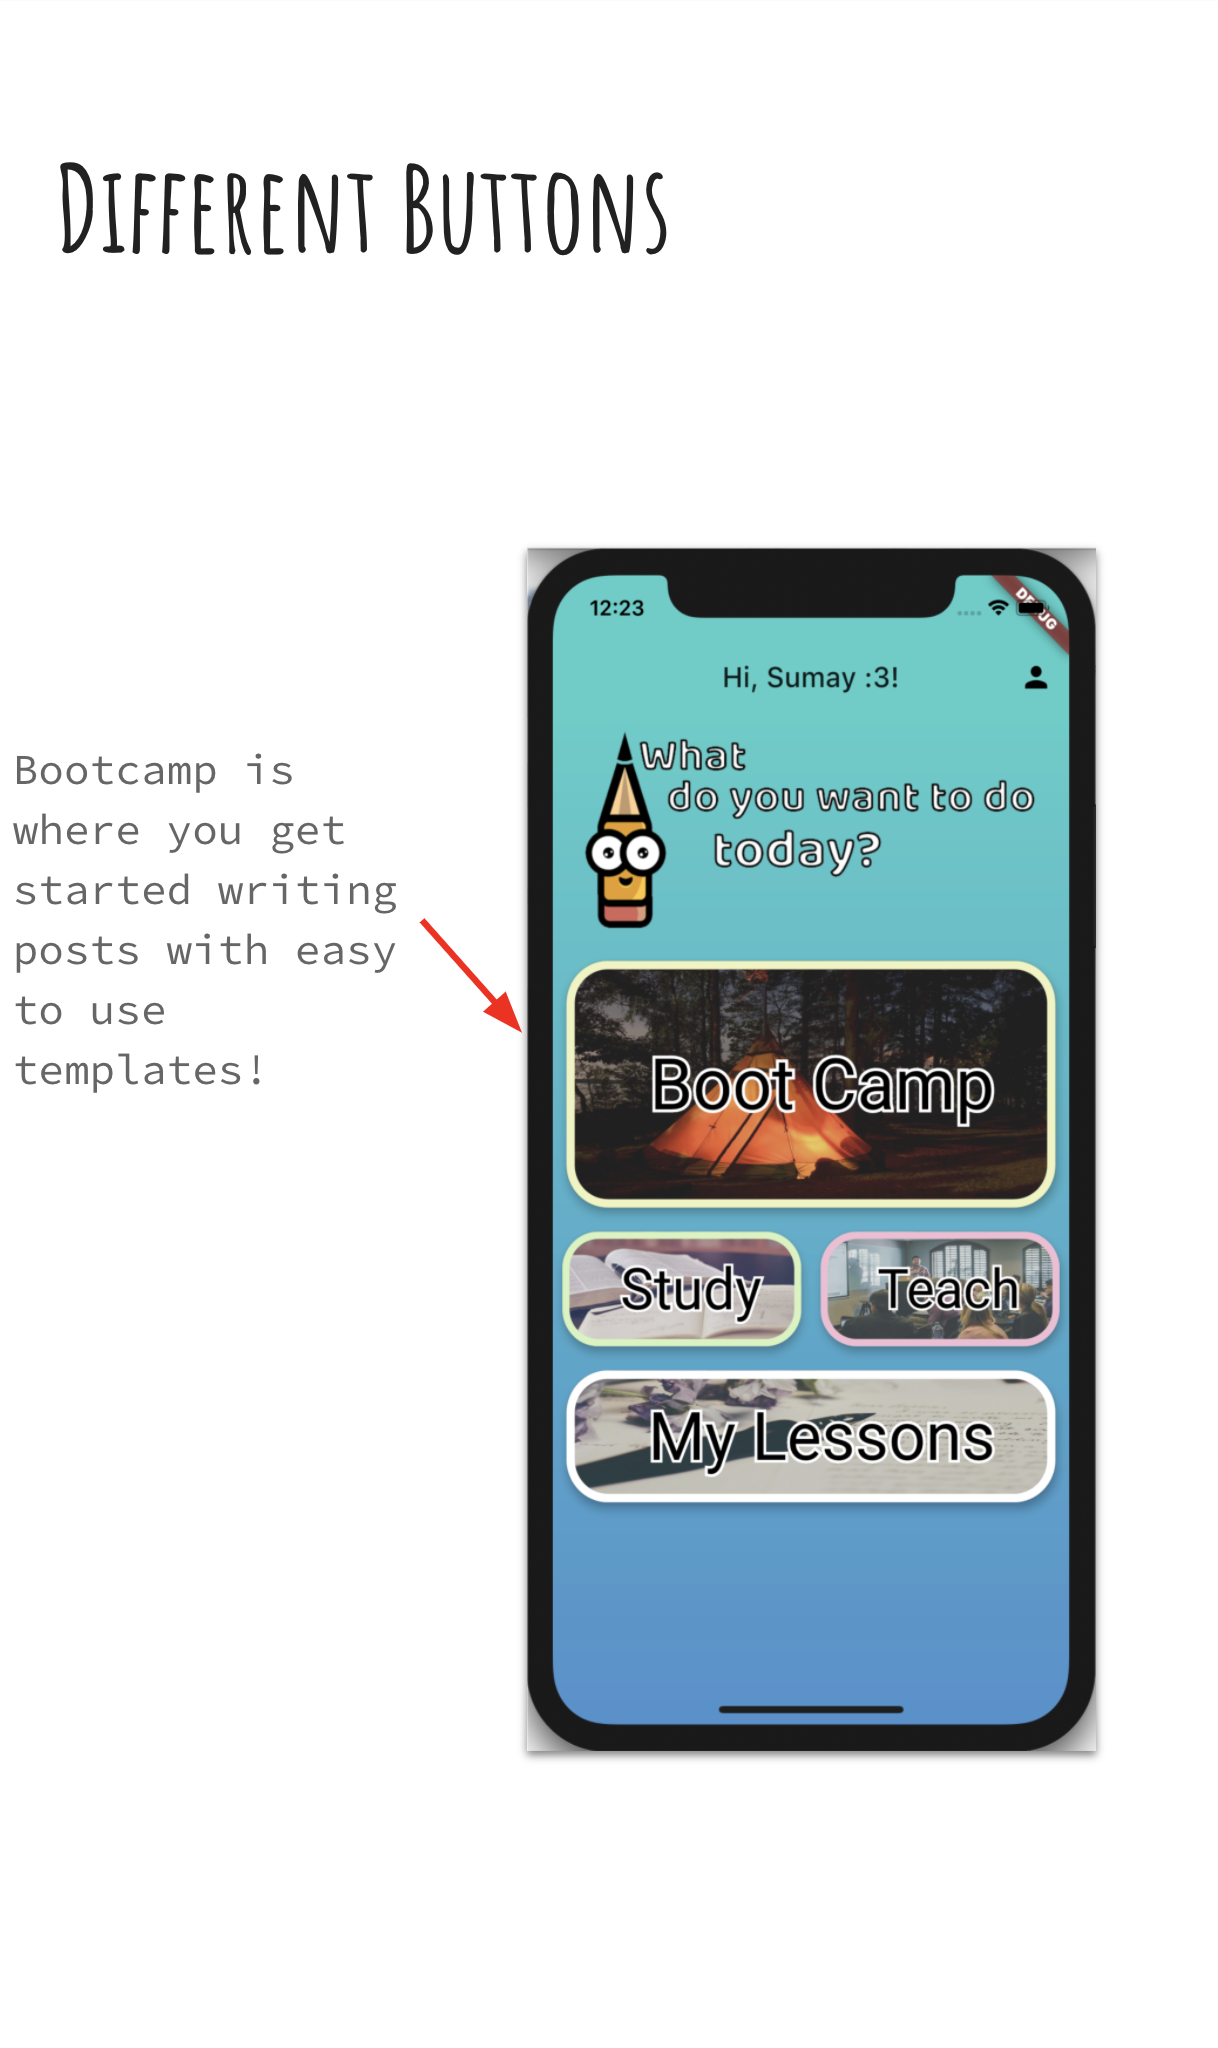 Different Buttons
12:23
DEBUG
Hi, Sumay :3!
What
do you want to do
today?
Bootcamp is
where you get
started writing
posts with easy
to use
templates!
Boot Camp
Study
Teach
My Lessons